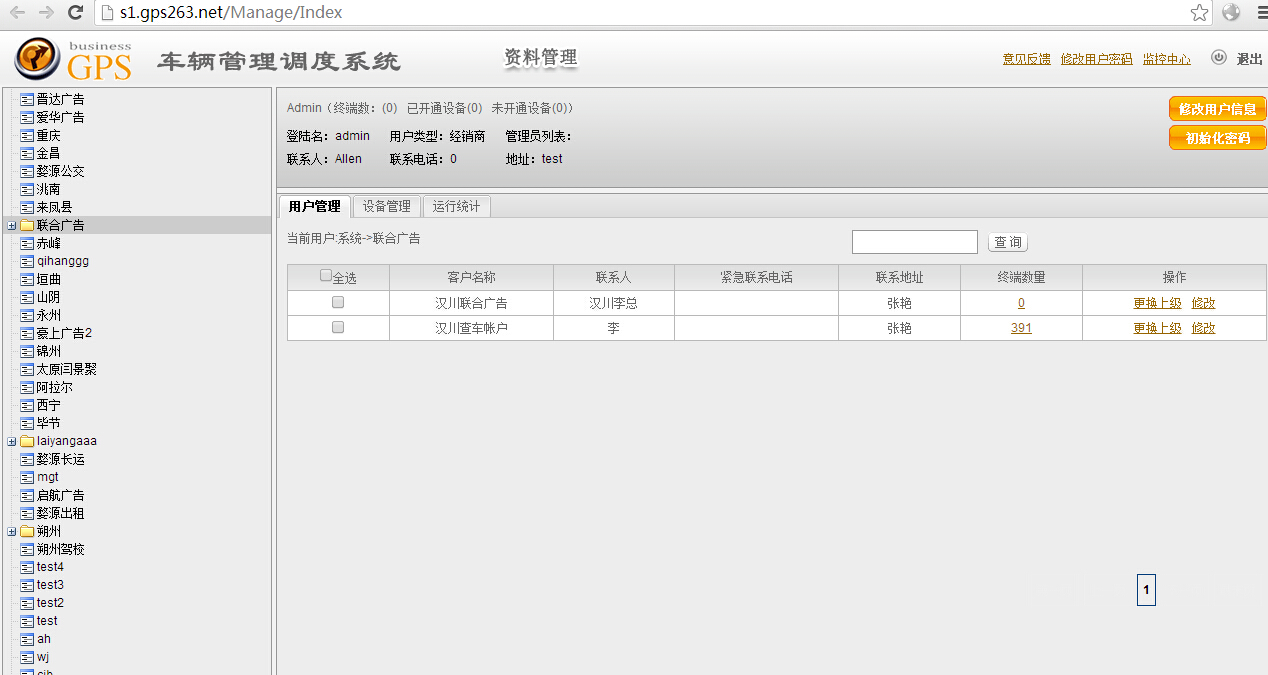 s1.gps263.net/Manage/Index
business
GPS
车辆管理调度系统
资料管理
意见反馈 修改用户密码 监控中心 退出
晋达广告
爱华广告
重庆
金昌
婺源公交
洮南
来凤县
联合广告
赤峰
qihanggg
垣曲
山阴
永州
蔡上广告2
锦州
太原闫景聚
阿拉尔
西宁
毕节
laiyangaaa
婺源长运
mgt
启航广告
婺源出租
朔州
朔州驾校
test4
test3
test2
test
ah
wj
Admin（终端数：(0) 已开通设备(0) 未开通设备(0)）
登陆名：admin 用户类型：经销商 管理员列表：
联系人：Allen 联系电话：0 地址：test
修改用户信息
初始化密码
用户管理 设备管理 运行统计
当前用户:系统->联合广告
查 询
全选 客户名称 联系人 紧急联系电话 联系地址 终端数量 操作
汉川联合广告 汉川李总 张艳 0 更换上级 修改
汉川查车帐户 李 张艳 391 更换上级 修改
1